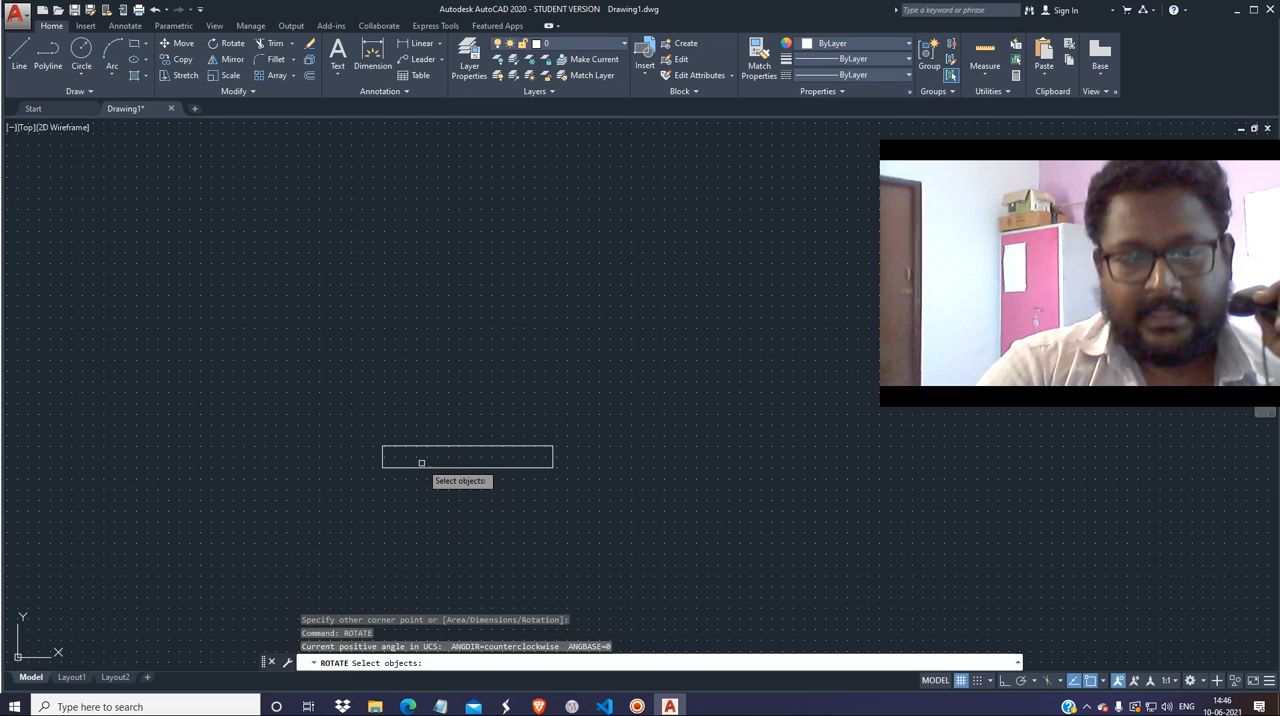 Autodesk AutoCAD 2020 - STUDENT VERSION Drawing1.dwg
Type a keyword or phrase
Sign In
Home Insert Annotate Parametric View Manage Output Add-ins Collaborate Express Tools Featured Apps
Line Polyline Circle Arc
Move Rotate Trim
Copy Mirror Fillet
Stretch Scale Array
Text Dimension
Linear
Leader
Table
Layer Properties
0
Make Current
Match Layer
Insert
Create
Edit
Edit Attributes
Match Properties
ByLayer
ByLayer
ByLayer
Group
Measure
Paste
Base
Draw Modify Annotation Layers Block Properties Groups Utilities Clipboard View
Start Drawing1*
[−][Top][2D Wireframe]
Select objects:
Y
X
Specify other corner point or [Area/Dimensions/Rotation]:
Command: ROTATE
Current positive angle in UCS: ANGDIR=counterclockwise ANGBASE=0
ROTATE Select objects:
Model Layout1 Layout2
MODEL 1:1
Type here to search
14:46
10-06-2021